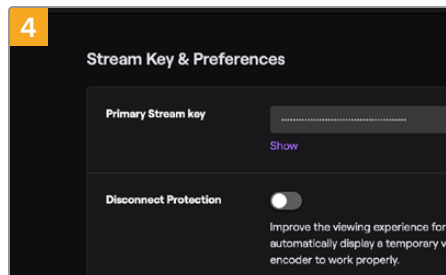 4
Stream Key & Preferences
Primary Stream key
Show
Disconnect Protection
Improve the viewing experience for
automatically display a temporary
encoder to work properly.